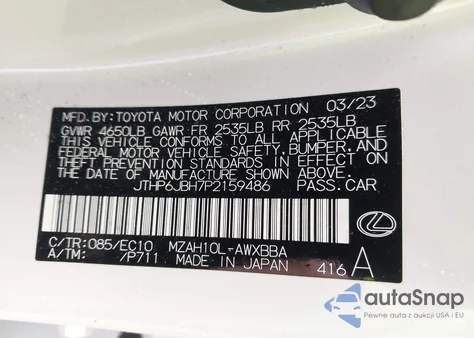 MFD.BY:TOYOTA MOTOR CORPORATION 03/23
GVWR 4650LB GAWR FR 2535LB RR 2535LB
THIS VEHICLE CONFORMS TO ALL APPLICABLE
FEDERAL MOTOR VEHICLE SAFETY, BUMPER, AND
THEFT PREVENTION STANDARDS IN EFFECT ON
THE DATE OF MANUFACTURE SHOWN ABOVE.
JTHP6JBH7P2159486 PASS.CAR
C/TR:085/EC10 MZAH10L-AWXBBA
A/TM: /P711 MADE IN JAPAN 416 A
autoSnap
Pewne auta z aukcji USA i EU